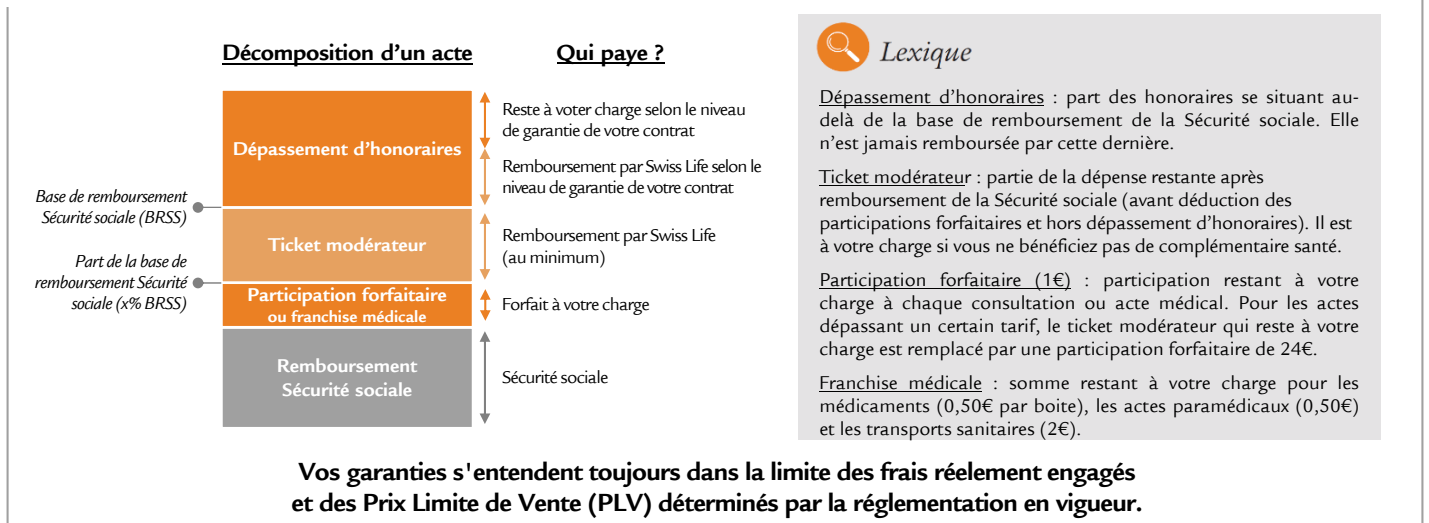 Décomposition d'un acte
Qui paye ?
Dépassement d'honoraires
Reste à voter charge selon le niveau
de garantie de votre contrat
Remboursement par Swiss Life selon le
niveau de garantie de votre contrat
Base de remboursement
Sécurité sociale (BRSS)
Ticket modérateur
Remboursement par Swiss Life
(au minimum)
Part de la base de
remboursement Sécurité
sociale (x% BRSS)
Participation forfaitaire
ou franchise médicale
Forfait à votre charge
Remboursement
Sécurité sociale
Sécurité sociale
Lexique
Dépassement d'honoraires : part des honoraires se situant au-
delà de la base de remboursement de la Sécurité sociale. Elle
n'est jamais remboursée par cette dernière.
Ticket modérateur : partie de la dépense restante après
remboursement de la Sécurité sociale (avant déduction des
participations forfaitaires et hors dépassement d'honoraires). Il est
à votre charge si vous ne bénéficiez pas de complémentaire santé.
Participation forfaitaire (1€) : participation restant à votre
charge à chaque consultation ou acte médical. Pour les actes
dépassant un certain tarif, le ticket modérateur qui reste à votre
charge est remplacé par une participation forfaitaire de 24€.
Franchise médicale : somme restant à votre charge pour les
médicaments (0,50€ par boite), les actes paramédicaux (0,50€)
et les transports sanitaires (2€).
Vos garanties s'entendent toujours dans la limite des frais réelement engagés
et des Prix Limite de Vente (PLV) déterminés par la réglementation en vigueur.